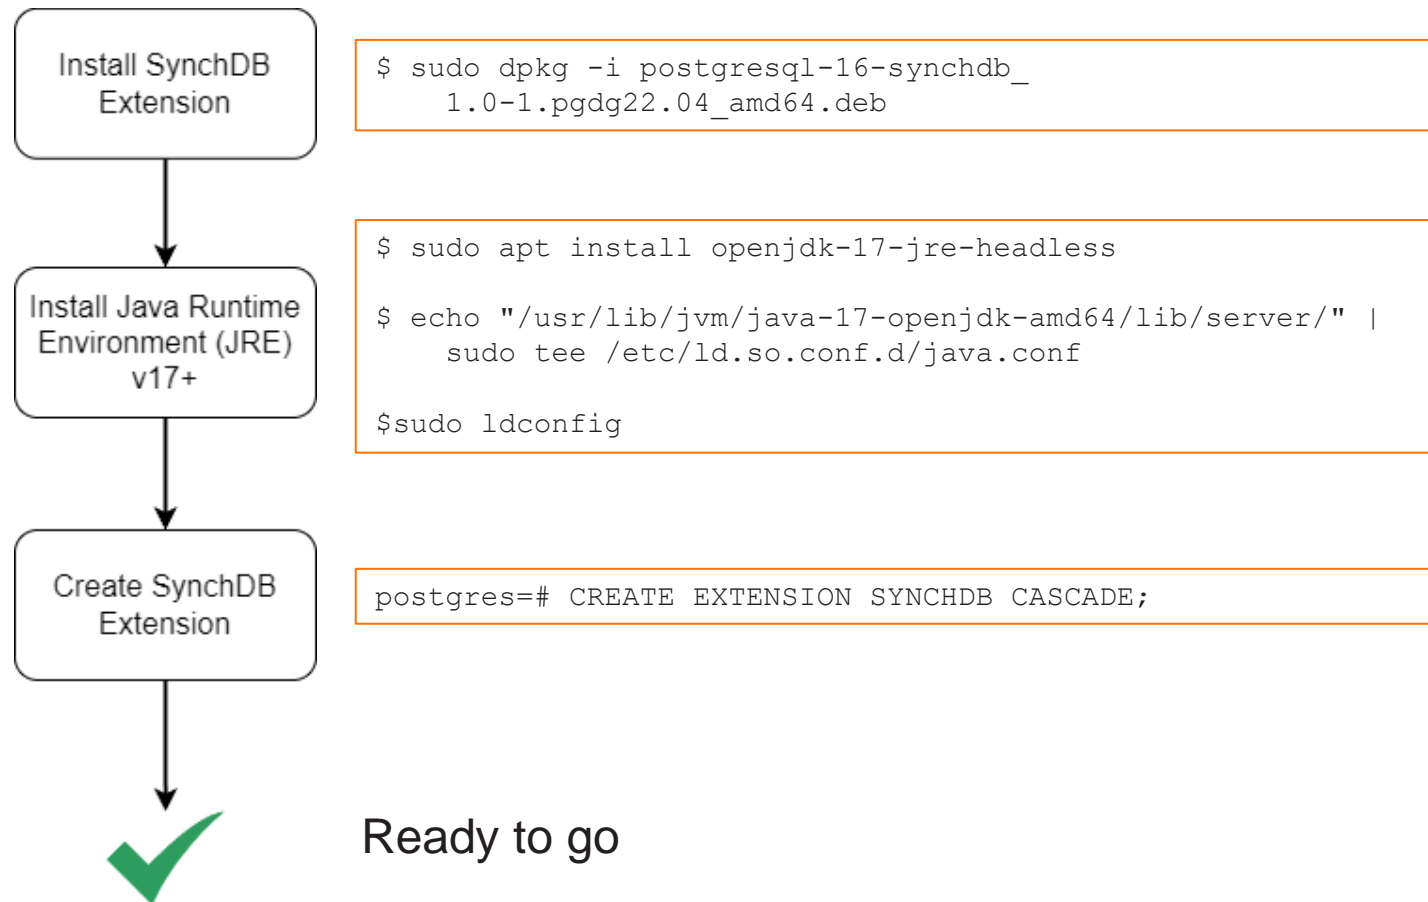 Install SynchDB
Extension
$ sudo dpkg -i postgresql-16-synchdb_
1.0-1.pgdg22.04_amd64.deb
Install Java Runtime
Environment (JRE)
v17+
$ sudo apt install openjdk-17-jre-headless
$ echo "/usr/lib/jvm/java-17-openjdk-amd64/lib/server/" |
sudo tee /etc/ld.so.conf.d/java.conf
$sudo ldconfig
Create SynchDB
Extension
postgres=# CREATE EXTENSION SYNCHDB CASCADE;
Ready to go